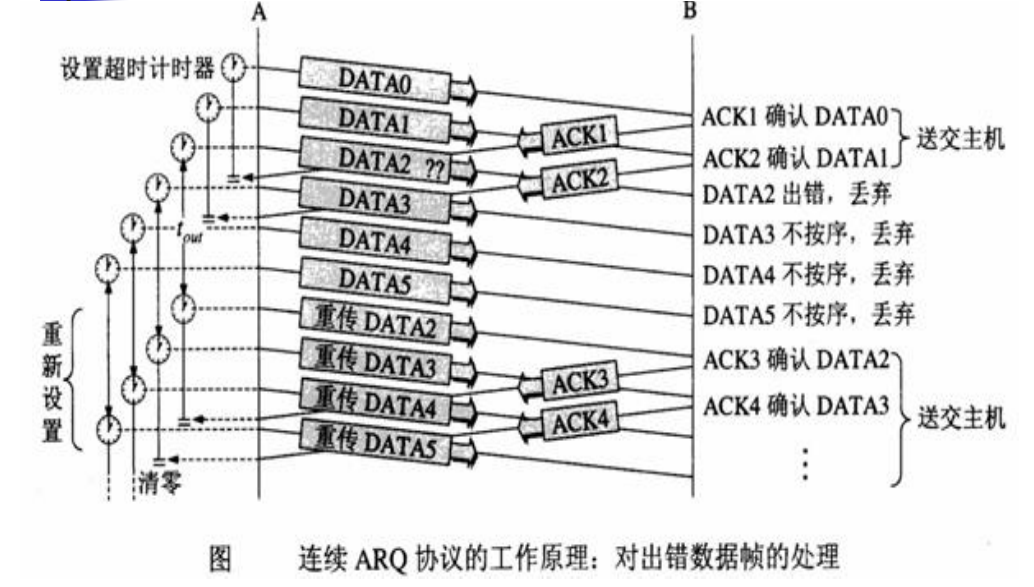 A
B
设置超时计时器
DATA0
DATA1
DATA2 ??
DATA3
DATA4
DATA5
重传 DATA2
重传 DATA3
重传 DATA4
重传 DATA5
ACK1
ACK2
ACK3
ACK4
tout
重新设置
清零
ACK1 确认 DATA0
ACK2 确认 DATA1
送交主机
DATA2 出错，丢弃
DATA3 不按序，丢弃
DATA4 不按序，丢弃
DATA5 不按序，丢弃
ACK3 确认 DATA2
ACK4 确认 DATA3
送交主机
图 连续 ARQ 协议的工作原理：对出错数据帧的处理